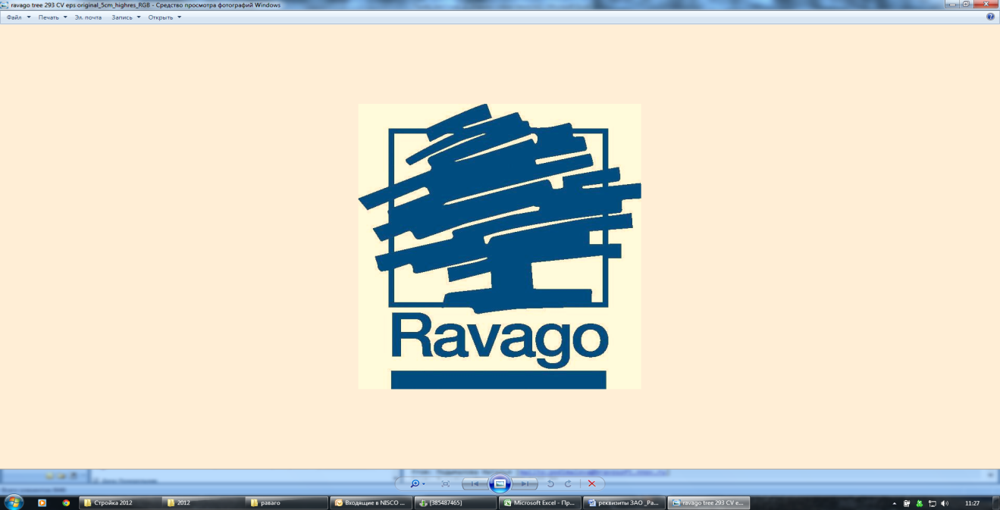 ravago tree 293 CV eps original_5cm_highres_RGB - Средство просмотра фотографий Windows
Файл Печать Эл. почта Запись Открыть
Ravago
Стройка 2012 2012 раваго Входящие в NISCO ... (385487465) Microsoft Excel - Пр... реквизиты ЗАО _Ра... ravago tree 293 CV e... 11:27